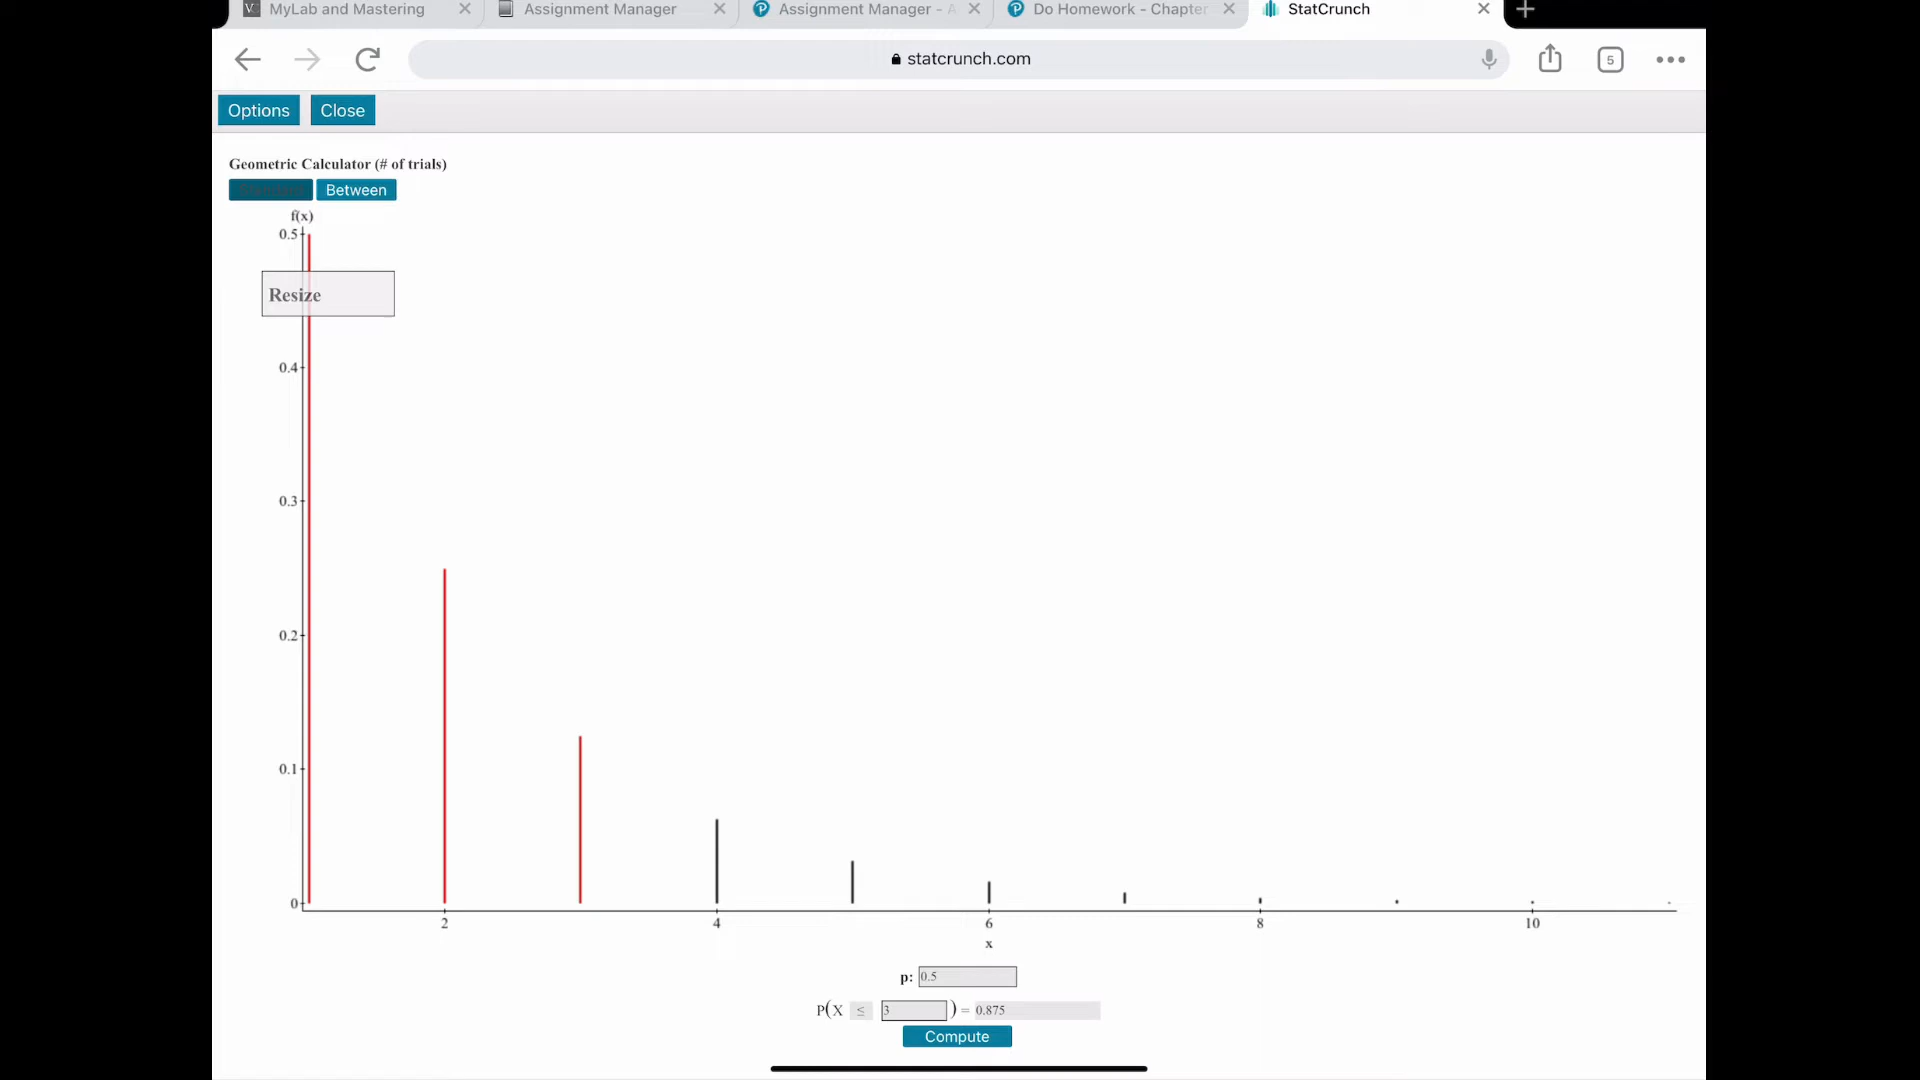 MyLab and Mastering
Assignment Manager
Assignment Manager - A
Do Homework - Chapter
StatCrunch
statcrunch.com
5
Options
Close
Geometric Calculator (# of trials)
Between
f(x)
0.5
Resize
0.4
0.3
0.2
0.1
0
2
4
6
8
10
x
p: 0.5
P(X ≤ 3) = 0.875
Compute